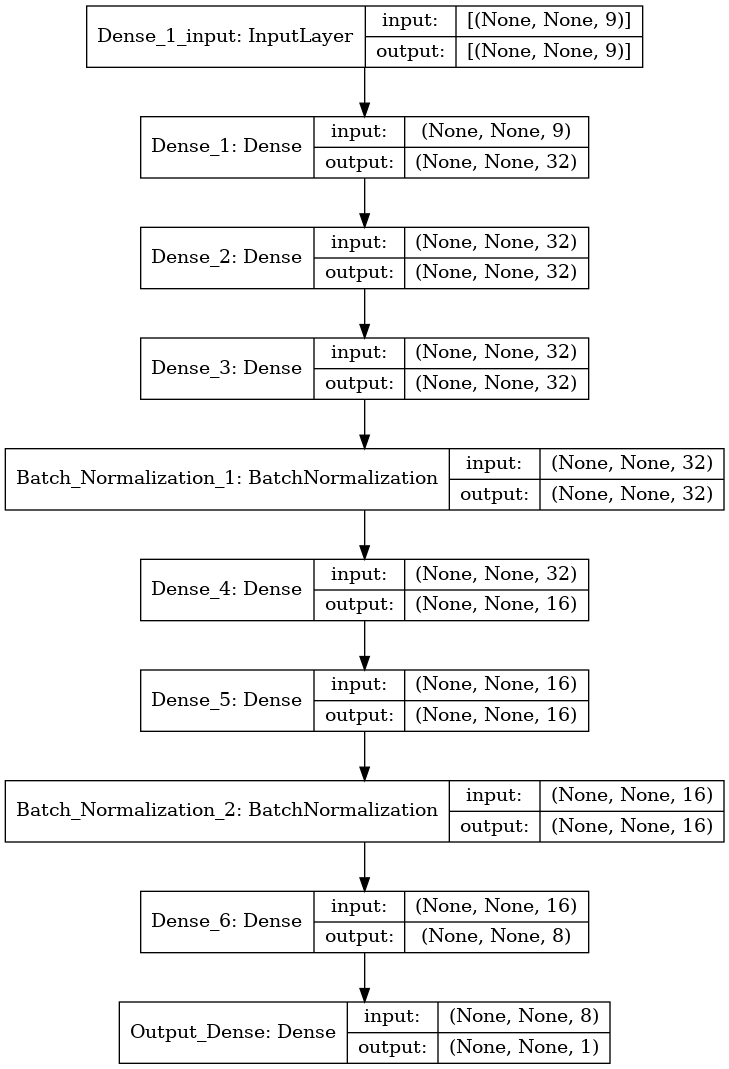 Dense_1_input: InputLayer
input: [(None, None, 9)]
output: [(None, None, 9)]
Dense_1: Dense
input: (None, None, 9)
output: (None, None, 32)
Dense_2: Dense
input: (None, None, 32)
output: (None, None, 32)
Dense_3: Dense
input: (None, None, 32)
output: (None, None, 32)
Batch_Normalization_1: BatchNormalization
input: (None, None, 32)
output: (None, None, 32)
Dense_4: Dense
input: (None, None, 32)
output: (None, None, 16)
Dense_5: Dense
input: (None, None, 16)
output: (None, None, 16)
Batch_Normalization_2: BatchNormalization
input: (None, None, 16)
output: (None, None, 16)
Dense_6: Dense
input: (None, None, 16)
output: (None, None, 8)
Output_Dense: Dense
input: (None, None, 8)
output: (None, None, 1)